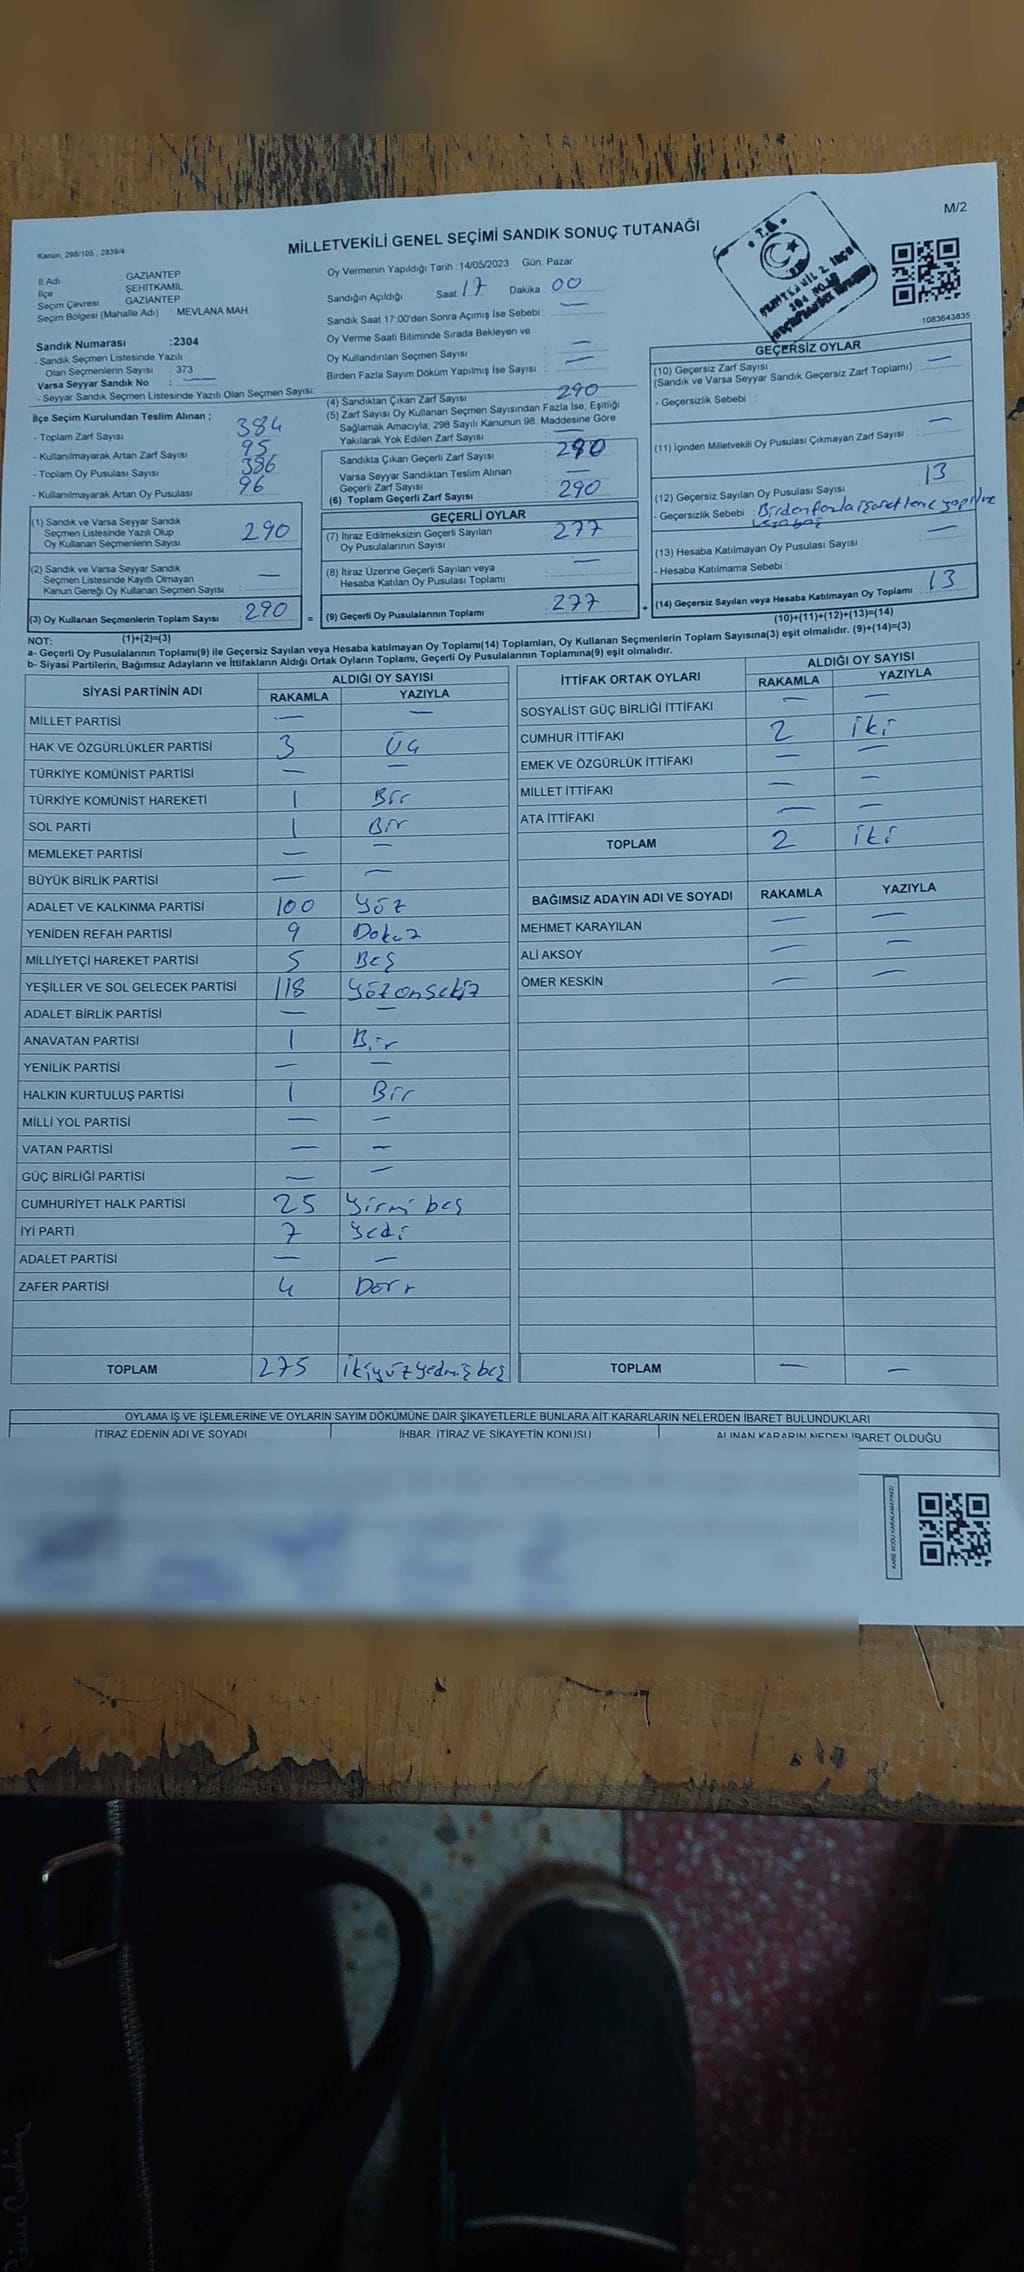 M/2
Kanun, 298/105 , 2839/4
MİLLETVEKİLİ GENEL SEÇİMİ SANDIK SONUÇ TUTANAĞI
İl Adı : GAZİANTEP
İlçe : ŞEHİTKAMİL
Seçim Çevresi : GAZİANTEP
Seçim Bölgesi (Mahalle Adı) : MEVLANA MAH.
Sandık Numarası :2304
- Sandık Seçmen Listesinde Yazılı
Olan Seçmenlerin Sayısı : 373
Varsa Seyyar Sandık No : —
- Seyyar Sandık Seçmen Listesinde Yazılı Olan Seçmen Sayısı:
Oy Vermenin Yapıldığı Tarih :14/05/2023 Gün: Pazar
Sandığın Açıldığı Saat: 17 Dakika : 00
Sandık Saat 17:00'den Sonra Açımış İse Sebebi : —
Oy Verme Saati Bitiminde Sırada Bekleyen ve
Oy Kullandırılan Seçmen Sayısı : —
Birden Fazla Sayım Döküm Yapılmış İse Sayısı : —
T.C.
1083643835
İlçe Seçim Kurulundan Teslim Alınan ;
- Toplam Zarf Sayısı : 384
- Kullanılmayarak Artan Zarf Sayısı : 95
- Toplam Oy Pusulası Sayısı : 386
- Kullanılmayarak Artan Oy Pusulası : 96
(1) Sandık ve Varsa Seyyar Sandık
Seçmen Listesinde Yazılı Olup
Oy Kullanan Seçmenlerin Sayısı : 290
(2) Sandık ve Varsa Seyyar Sandık
Seçmen Listesinde Kayıtlı Olmayan
Kanun Gereği Oy Kullanan Seçmen Sayısı : —
(3) Oy Kullanan Seçmenlerin Toplam Sayısı : 290
(1)+(2)=(3)
(4) Sandıktan Çıkan Zarf Sayısı : 290
(5) Zarf Sayısı Oy Kullanan Seçmen Sayısından Fazla İse, Eşitliği
Sağlamak Amacıyla; 298 Sayılı Kanunun 98. Maddesine Göre
Yakılarak Yok Edilen Zarf Sayısı : —
Sandıkta Çıkan Geçerli Zarf Sayısı : 290
Varsa Seyyar Sandıktan Teslim Alınan
Geçerli Zarf Sayısı : —
(6) Toplam Geçerli Zarf Sayısı : 290
GEÇERLİ OYLAR
(7) İtiraz Edilmeksizin Geçerli Sayılan
Oy Pusulalarının Sayısı : 277
(8) İtiraz Üzerine Geçerli Sayılan veya
Hesaba Katılan Oy Pusulası Toplamı : —
= (9) Geçerli Oy Pusulalarının Toplamı : 277
GEÇERSİZ OYLAR
(10) Geçersiz Zarf Sayısı
(Sandık ve Varsa Seyyar Sandık Geçersiz Zarf Toplamı) : —
- Geçersizlik Sebebi :
(11) İçinden Milletvekili Oy Pusulası Çıkmayan Zarf Sayısı : —
(12) Geçersiz Sayılan Oy Pusulası Sayısı : 13
- Geçersizlik Sebebi : Birden fazla işaretleme
(13) Hesaba Katılmayan Oy Pusulası Sayısı : —
- Hesaba Katılmama Sebebi :
+ (14) Geçersiz Sayılan veya Hesaba Katılmayan Oy Toplamı : 13
(10)+(11)+(12)+(13)=(14)
NOT:
a- Geçerli Oy Pusulalarının Toplamı(9) ile Geçersiz Sayılan veya Hesaba katılmayan Oy Toplamı(14) Toplamları, Oy Kullanan Seçmenlerin Toplam Sayısına(3) eşit olmalıdır. (9)+(14)=(3)
b- Siyasi Partilerin, Bağımsız Adayların ve İttifakların Aldığı Ortak Oyların Toplamı, Geçerli Oy Pusulalarının Toplamına(9) eşit olmalıdır.
SİYASİ PARTİNİN ADI ALDIĞI OY SAYISI
RAKAMLA YAZIYLA
MİLLET PARTİSİ — —
HAK VE ÖZGÜRLÜKLER PARTİSİ 3 Üç
TÜRKİYE KOMÜNİST PARTİSİ — —
TÜRKİYE KOMÜNİST HAREKETİ 1 Bir
SOL PARTİ 1 Bir
MEMLEKET PARTİSİ — —
BÜYÜK BİRLİK PARTİSİ — —
ADALET VE KALKINMA PARTİSİ 100 Yüz
YENİDEN REFAH PARTİSİ 9 Dokuz
MİLLİYETÇİ HAREKET PARTİSİ 5 Beş
YEŞİLLER VE SOL GELECEK PARTİSİ 118 Yüz onsekiz
ADALET BİRLİK PARTİSİ — —
ANAVATAN PARTİSİ 1 Bir
YENİLİK PARTİSİ — —
HALKIN KURTULUŞ PARTİSİ 1 Bir
MİLLİ YOL PARTİSİ — —
VATAN PARTİSİ — —
GÜÇ BİRLİĞİ PARTİSİ — —
CUMHURİYET HALK PARTİSİ 25 Yirmi beş
İYİ PARTİ 7 Yedi
ADALET PARTİSİ — —
ZAFER PARTİSİ 4 Dört
TOPLAM 275 İkiyüzyedmiş beş
İTTİFAK ORTAK OYLARI ALDIĞI OY SAYISI
RAKAMLA YAZIYLA
SOSYALİST GÜÇ BİRLİĞİ İTTİFAKI — —
CUMHUR İTTİFAKI 2 iki
EMEK VE ÖZGÜRLÜK İTTİFAKI — —
MİLLET İTTİFAKI — —
ATA İTTİFAKI — —
TOPLAM 2 iki
BAĞIMSIZ ADAYIN ADI VE SOYADI RAKAMLA YAZIYLA
MEHMET KARAYILAN — —
ALİ AKSOY — —
ÖMER KESKİN — —
TOPLAM — —
OYLAMA İŞ VE İŞLEMLERİNE VE OYLARIN SAYIM DÖKÜMÜNE DAİR ŞİKAYETLERLE BUNLARA AİT KARARLARIN NELERDEN İBARET BULUNDUKLARI
İTİRAZ EDENİN ADI VE SOYADI İHBAR, İTİRAZ VE ŞİKAYETİN KONUSU ALINAN KARARIN NEDEN İBARET OLDUĞU
KARE KODU KARALAMAYINIZ!